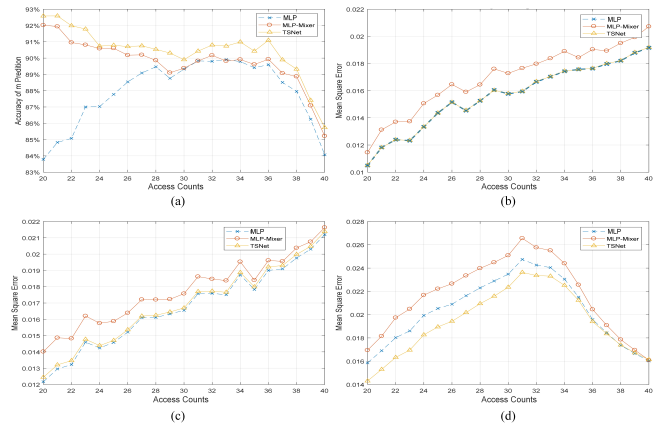 93%
92%
91%
90%
89%
88%
87%
86%
85%
84%
83%
Accuracy of m Predition
MLP
MLP-Mixer
TSNet
20 22 24 26 28 30 32 34 36 38 40
Access Counts
(a)
0.022
0.02
0.018
0.016
0.014
0.012
0.01
Mean Square Error
MLP
MLP-Mixer
TSNet
20 22 24 26 28 30 32 34 36 38 40
Access Counts
(b)
0.022
0.021
0.02
0.019
0.018
0.017
0.016
0.015
0.014
0.013
0.012
Mean Square Error
MLP
MLP-Mixer
TSNet
20 22 24 26 28 30 32 34 36 38 40
Access Counts
(c)
0.028
0.026
0.024
0.022
0.02
0.018
0.016
0.014
Mean Square Error
MLP
MLP-Mixer
TSNet
20 22 24 26 28 30 32 34 36 38 40
Access Counts
(d)